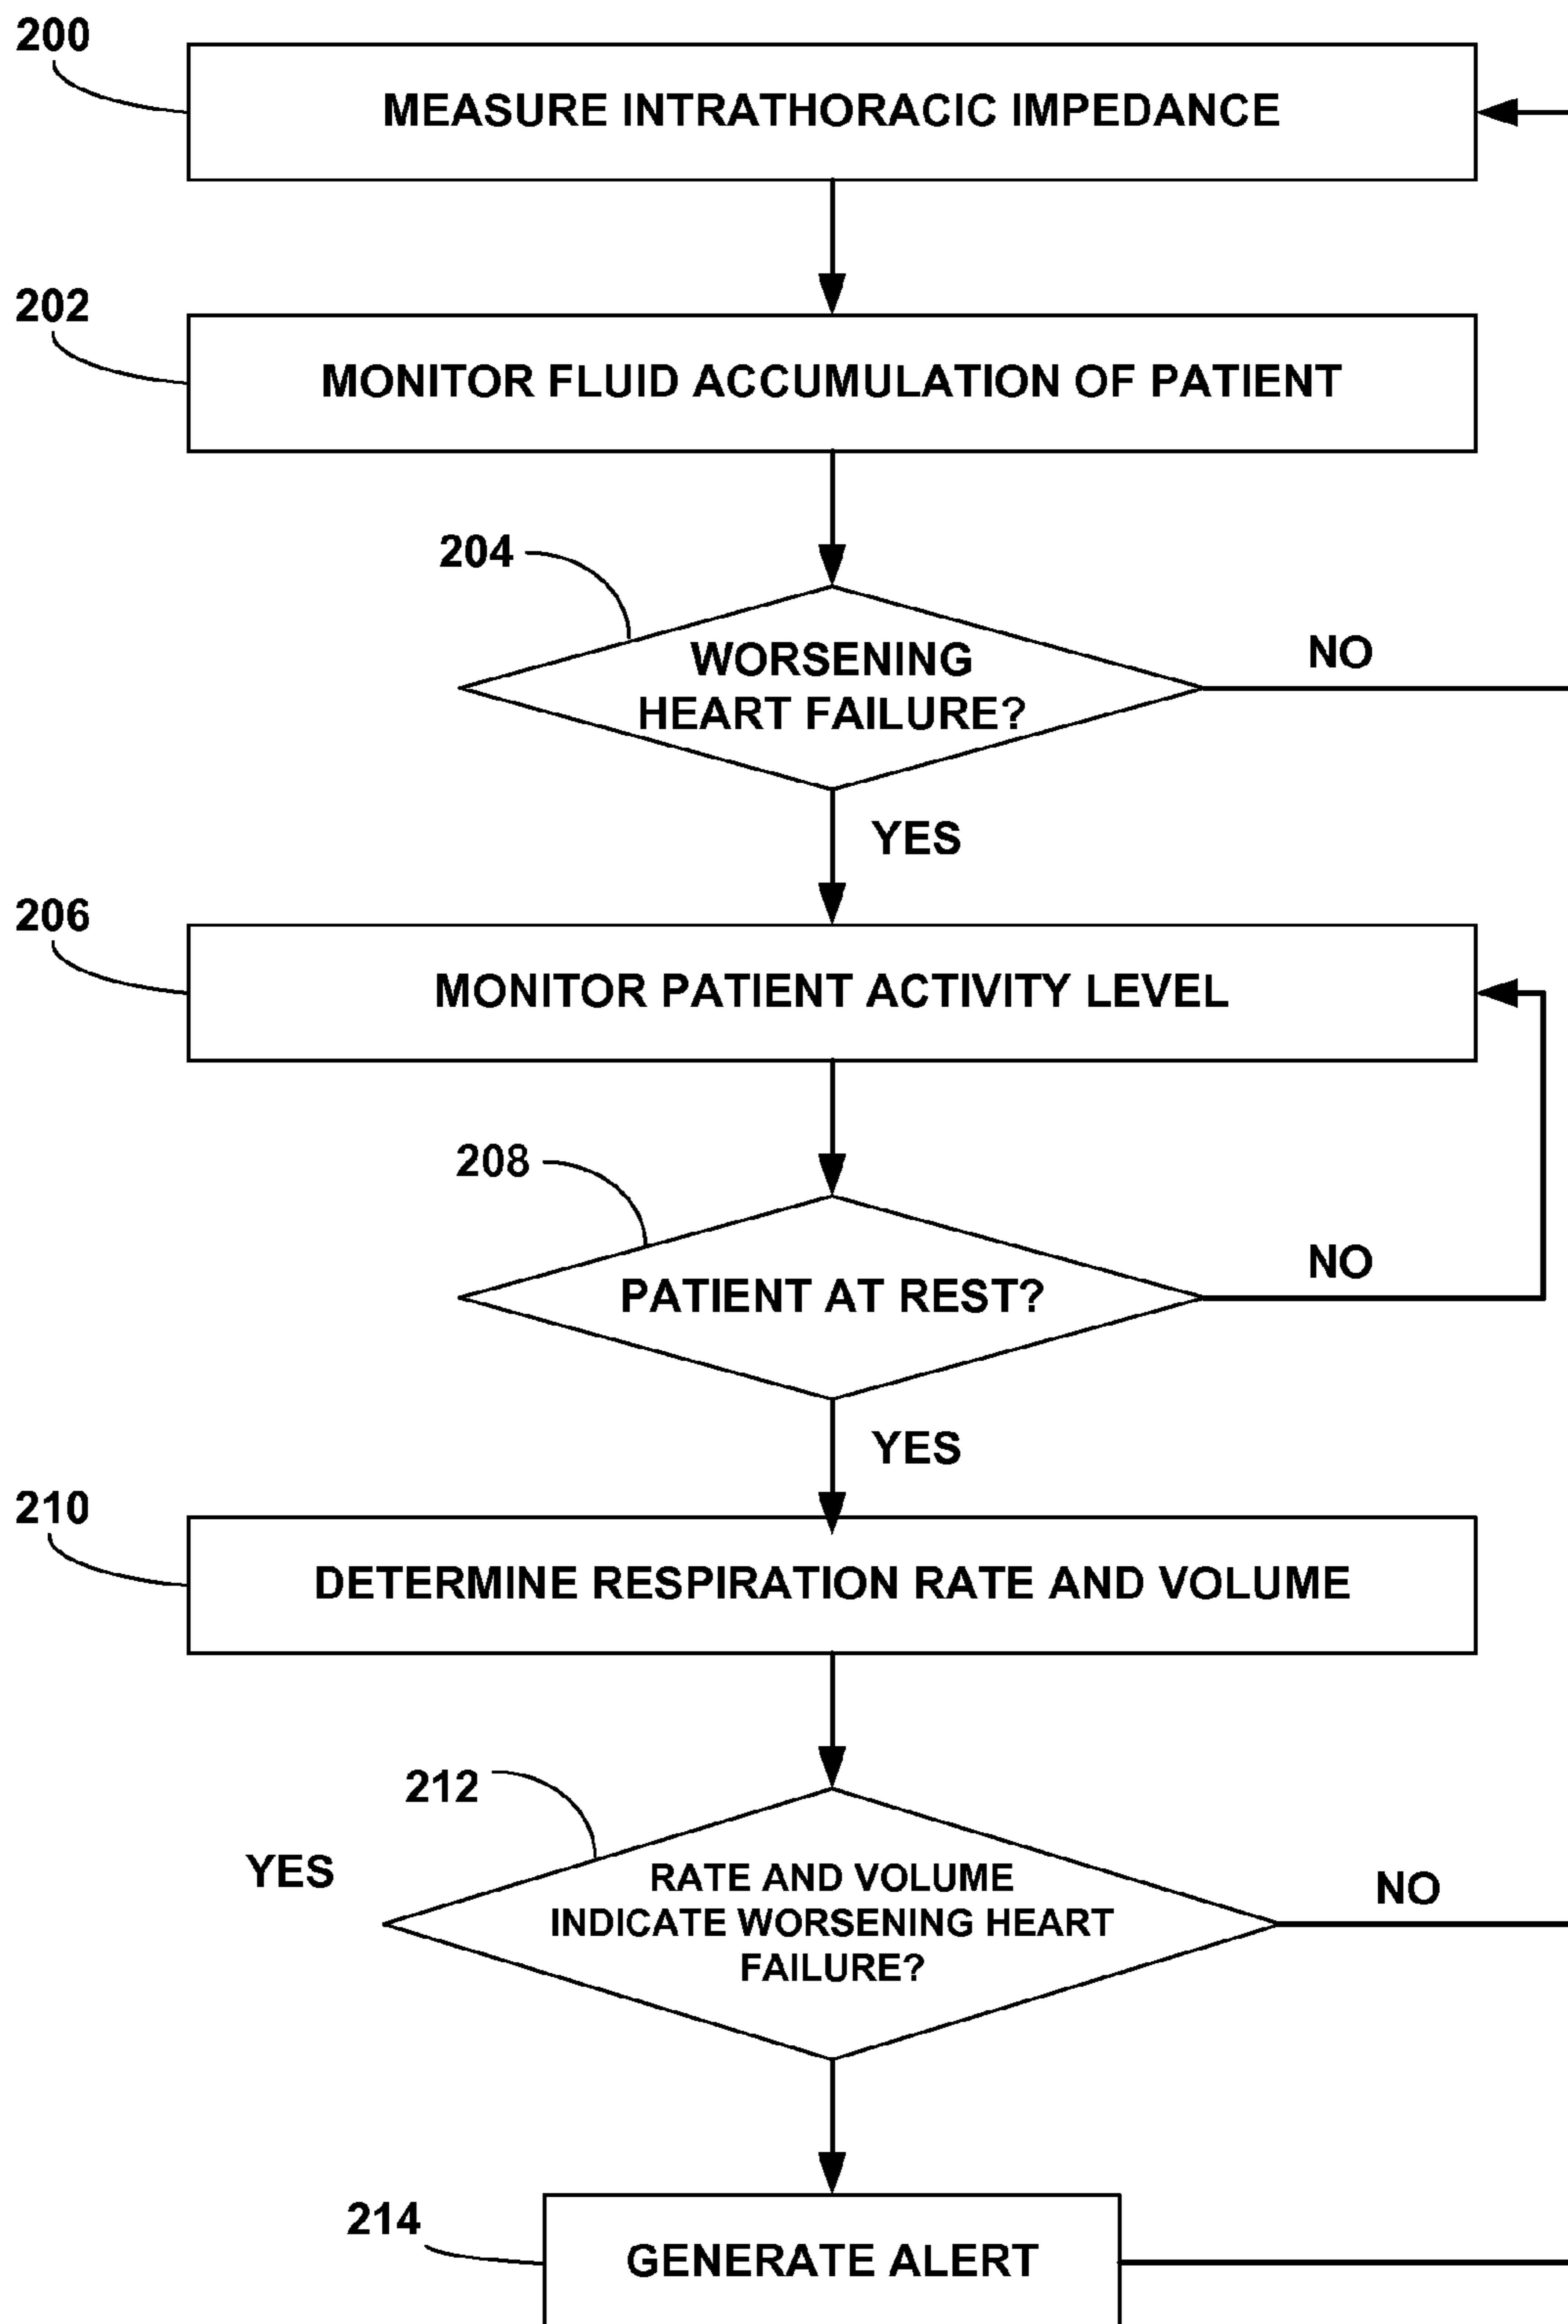 200
MEASURE INTRATHORACIC IMPEDANCE
202
MONITOR FLUID ACCUMULATION OF PATIENT
204
WORSENING
HEART FAILURE?
NO
YES
206
MONITOR PATIENT ACTIVITY LEVEL
208
PATIENT AT REST?
NO
YES
210
DETERMINE RESPIRATION RATE AND VOLUME
212
YES
RATE AND VOLUME
INDICATE WORSENING HEART
FAILURE?
NO
214
GENERATE ALERT